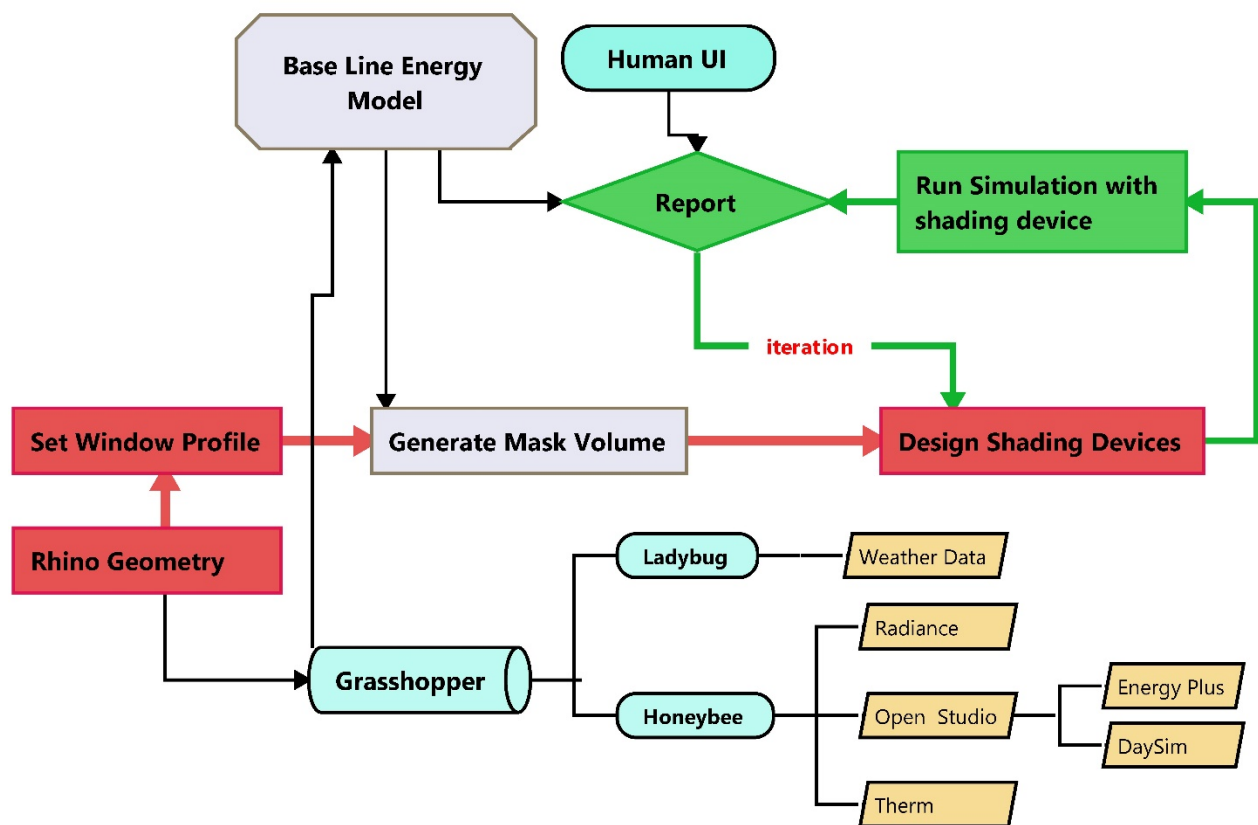 Base Line Energy
Model
Human UI
Report
Run Simulation with
shading device
iteration
Set Window Profile
Generate Mask Volume
Design Shading Devices
Rhino Geometry
Ladybug
Weather Data
Radiance
Grasshopper
Honeybee
Open Studio
Energy Plus
DaySim
Therm